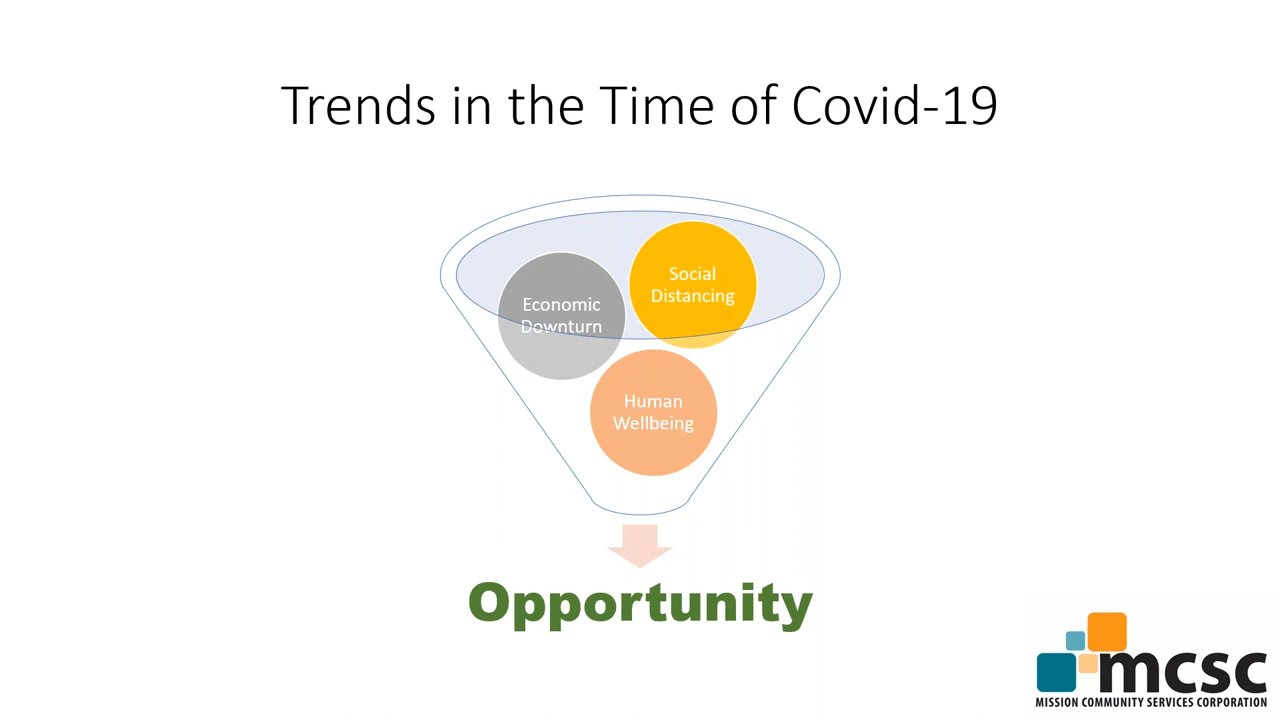 Trends in the Time of Covid-19
Social
Distancing
Economic
Downturn
Human
Wellbeing
Opportunity
mcsc
MISSION COMMUNITY SERVICES CORPORATION